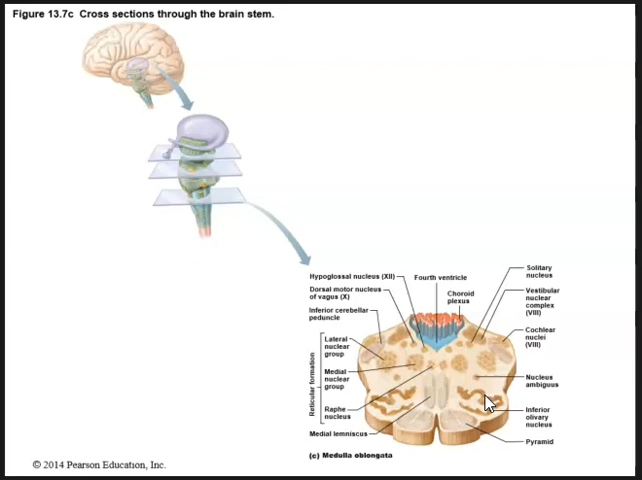 Figure 13.7c Cross sections through the brain stem.
Hypoglossal nucleus (XII)
Dorsal motor nucleus
of vagus (X)
Inferior cerebellar
peduncle
Reticular formation
Lateral
nuclear
group
Medial
nuclear
group
Raphe
nucleus
Medial lemniscus
Fourth ventricle
Choroid
plexus
Solitary
nucleus
Vestibular
nuclear
complex
(VIII)
Cochlear
nuclei
(VIII)
Nucleus
ambiguus
Inferior
olivary
nucleus
Pyramid
(c) Medulla oblongata
© 2014 Pearson Education, Inc.